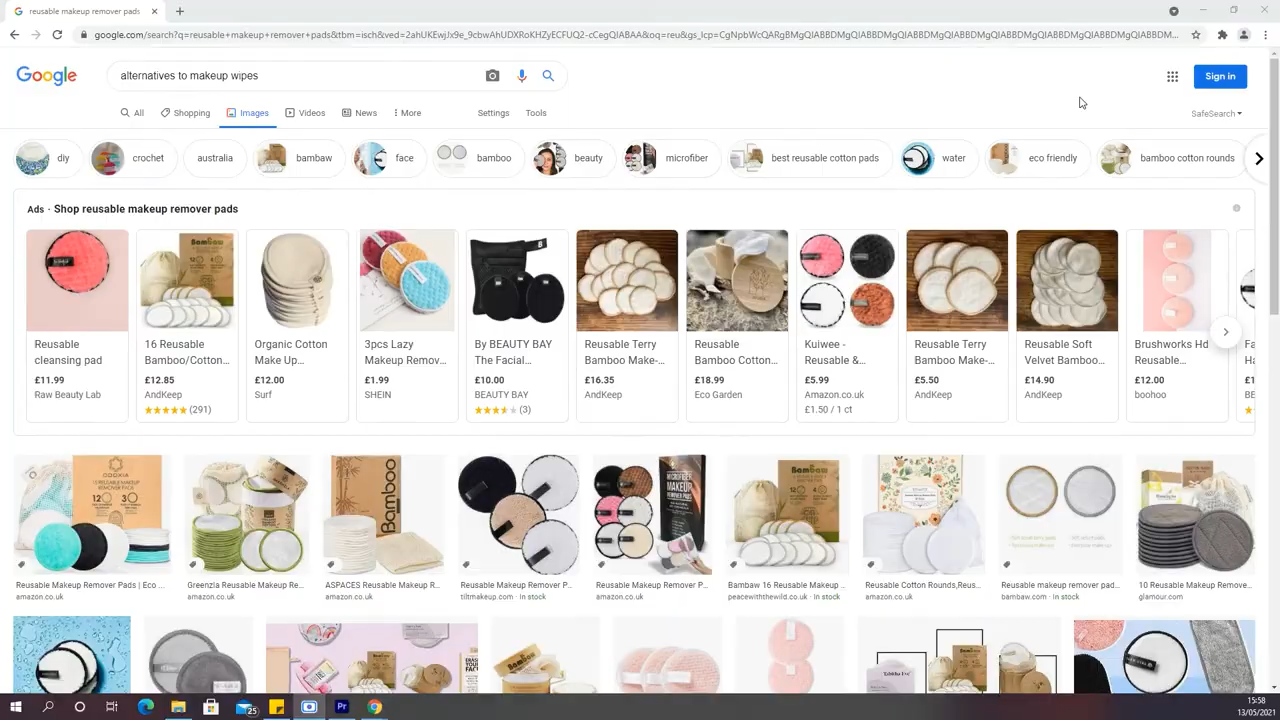 reusable makeup remover pads
google.com/search?q=reusable+makeup+remover+pads&tbm=isch&ved=2ahUKEwjJx9e_9cbwAhUDXRoKHZyECFUQ2-cCegQIABAA&oq=reu&gs_lcp=CgNpbWcQARgBMgQIABBDMgQIABBDMgQIABBDMgQIABBDMgQIABBDMgQIABBDMgQIABBDMgQIABBDM...
Google
alternatives to makeup wipes
Sign in
All Shopping Images Videos News More Settings Tools
SafeSearch
diy crochet australia bambaw face bamboo beauty microfiber best reusable cotton pads water eco friendly bamboo cotton rounds
Ads · Shop reusable makeup remover pads
Reusable cleansing pad
£11.99
Raw Beauty Lab
16 Reusable Bamboo/Cotton...
£12.85
AndKeep
(291)
Organic Cotton Make Up...
£12.00
Surf
3pcs Lazy Makeup Remov...
£1.99
SHEIN
By BEAUTY BAY The Facial...
£10.00
BEAUTY BAY
(3)
Reusable Terry Bamboo Make-...
£16.35
AndKeep
Reusable Bamboo Cotton...
£18.99
Eco Garden
Kuiwee - Reusable &...
£5.99
Amazon.co.uk
£1.50 / 1 ct
Reusable Terry Bamboo Make-...
£5.50
AndKeep
Reusable Soft Velvet Bamboo...
£14.90
AndKeep
Brushworks Hd Reusable...
£12.00
boohoo
Reusable Makeup Remover Pads | Eco ...
amazon.co.uk
Greenzla Reusable Makeup Re...
amazon.co.uk
ASPACES Reusable Makeup R...
amazon.co.uk
Reusable Makeup Remover P...
tiltmakeup.com · In stock
Reusable Makeup Remover P...
amazon.co.uk
Bambaw 16 Reusable Makeup ...
peacewiththewild.co.uk · In stock
Reusable Cotton Rounds,Reus...
amazon.co.uk
Reusable makeup remover pad...
bambaw.com · In stock
10 Reusable Makeup Remove...
glamour.com
15:58
13/05/2021